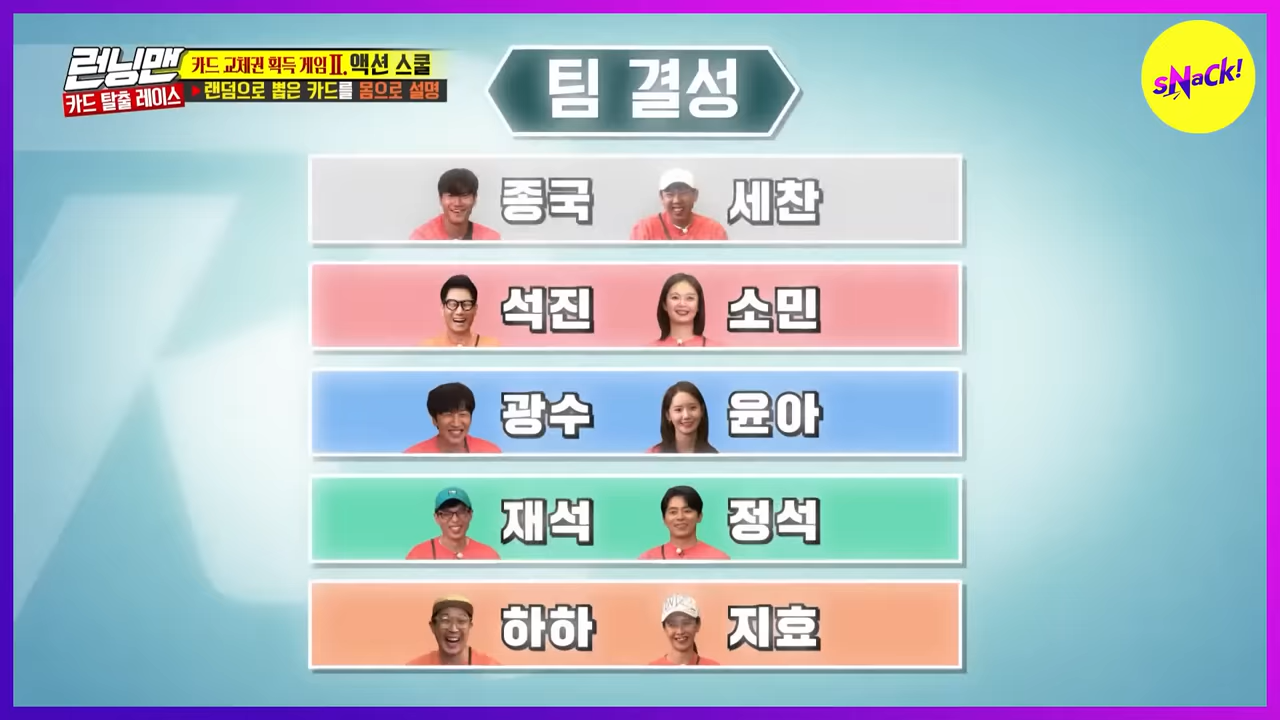 런닝맨
카드 탈출 레이스
카드 교체권 획득 게임 Ⅱ. 액션 스쿨
▶랜덤으로 뽑은 카드를 몸으로 설명
팀 결성
sNacK!
종국 세찬
석진 소민
광수 윤아
재석 정석
하하 지효